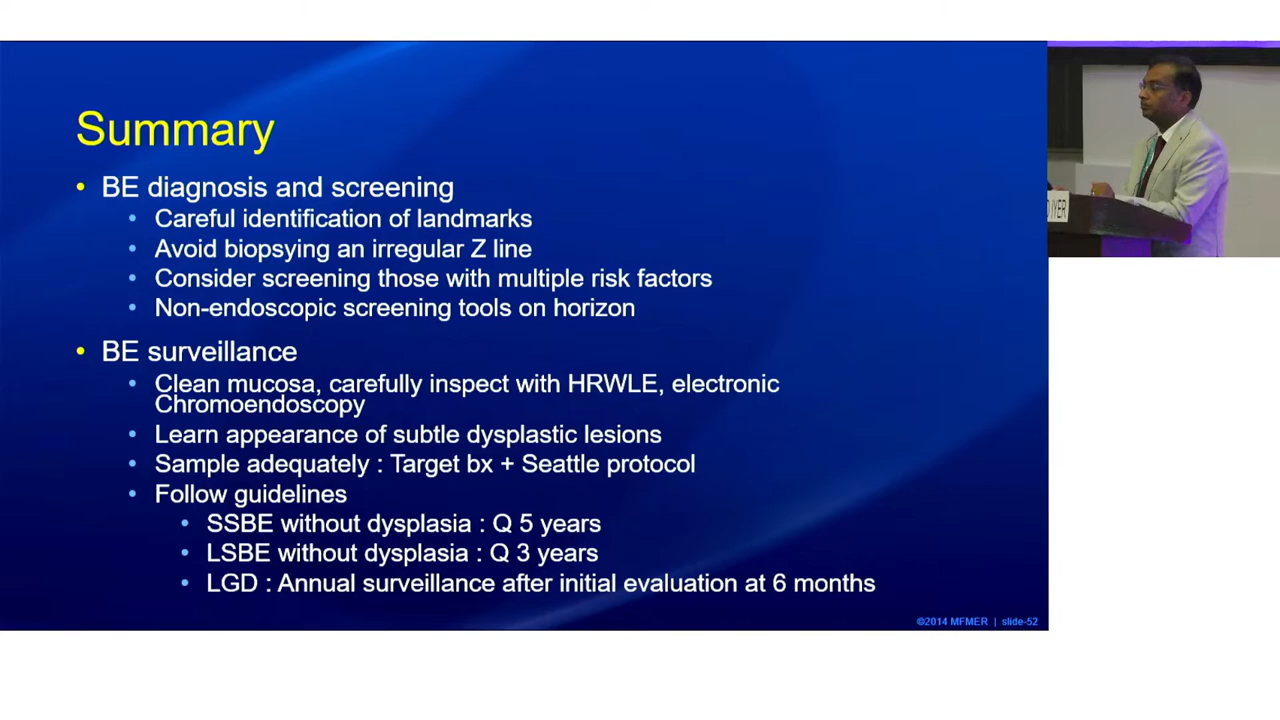 Summary
• BE diagnosis and screening
• Careful identification of landmarks
• Avoid biopsying an irregular Z line
• Consider screening those with multiple risk factors
• Non-endoscopic screening tools on horizon
• BE surveillance
• Clean mucosa, carefully inspect with HRWLE, electronic
Chromoendoscopy
• Learn appearance of subtle dysplastic lesions
• Sample adequately : Target bx + Seattle protocol
• Follow guidelines
• SSBE without dysplasia : Q 5 years
• LSBE without dysplasia : Q 3 years
• LGD : Annual surveillance after initial evaluation at 6 months
©2014 MFMER | slide-52
IYER